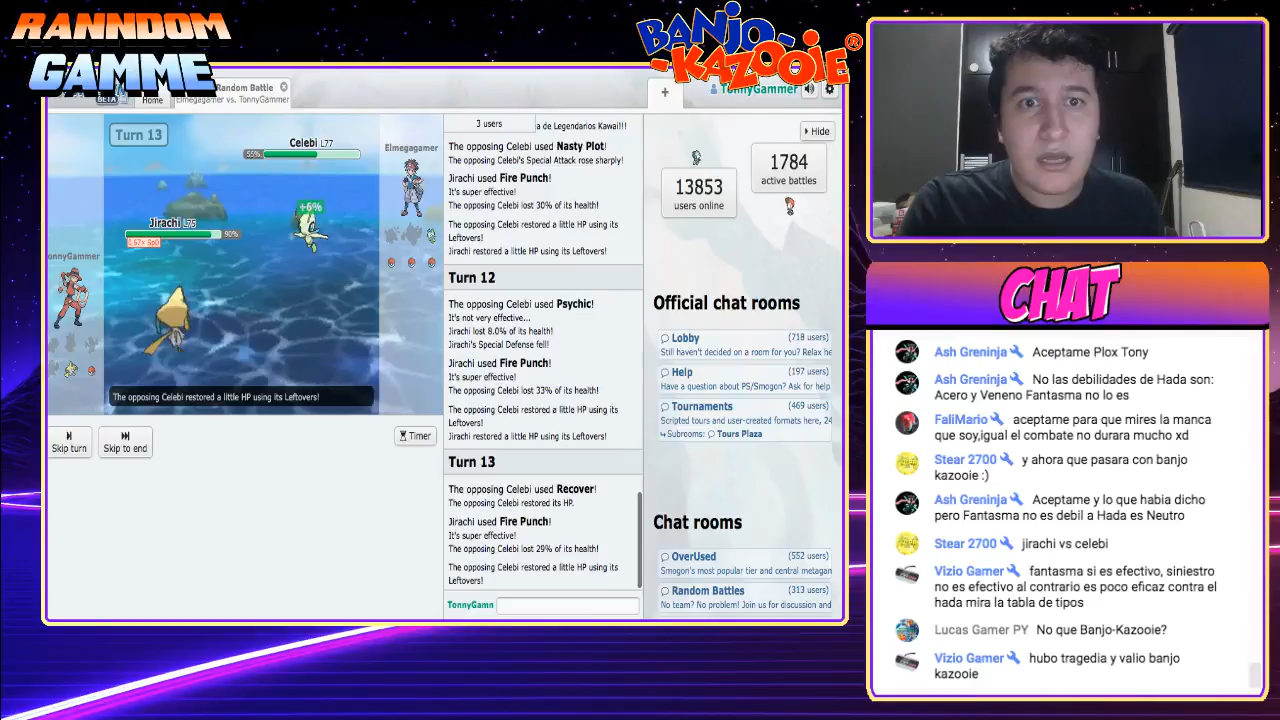 RANNDOM
GAMME
BANJO
-KAZOOIE®
BETA
Home
Random Battle
Elmegagamer vs. TonnyGammer
+
TonnyGammer
Turn 13
Celebi L77
55%
Elmegagamer
+6%
Jirachi L75
90%
0.67x SpD
onnyGammer
The opposing Celebi restored a little HP using its Leftovers!
Skip turn
Skip to end
Timer
3 users
a de Legendarios Kawai!!!
The opposing Celebi used Nasty Plot!
The opposing Celebi's Special Attack rose sharply!
Jirachi used Fire Punch!
It's super effective!
The opposing Celebi lost 30% of its health!
The opposing Celebi restored a little HP using its
Leftovers!
Jirachi restored a little HP using its Leftovers!
Turn 12
The opposing Celebi used Psychic!
It's not very effective...
Jirachi lost 8.0% of its health!
Jirachi's Special Defense fell!
Jirachi used Fire Punch!
It's super effective!
The opposing Celebi lost 33% of its health!
The opposing Celebi restored a little HP using its
Leftovers!
Jirachi restored a little HP using its Leftovers!
Turn 13
The opposing Celebi used Recover!
The opposing Celebi restored its HP.
Jirachi used Fire Punch!
It's super effective!
The opposing Celebi lost 29% of its health!
The opposing Celebi restored a little HP using its
Leftovers!
TonnyGamn
Hide
13853
users online
1784
active battles
Official chat rooms
Lobby (718 users)
Still haven't decided on a room for you? Relax he
Help (197 users)
Have a question about PS/Smogon? Ask for help
Tournaments (469 users)
Scripted tours and user-created formats here, 24
Subrooms: Tours Plaza
Chat rooms
OverUsed (552 users)
Smogon's most popular tier and central metagan
Random Battles (313 users)
No team? No problem! Join us for discussion and
CHAT
Ash Greninja Aceptame Plox Tony
Ash Greninja No las debilidades de Hada son:
Acero y Veneno Fantasma no lo es
FaliMario aceptame para que mires la manca
que soy,igual el combate no durara mucho xd
Stear 2700 y ahora que pasara con banjo
kazooie :)
Ash Greninja Aceptame y lo que habia dicho
pero Fantasma no es debil a Hada es Neutro
Stear 2700 jirachi vs celebi
Vizio Gamer fantasma si es efectivo, siniestro
no es efectivo al contrario es poco eficaz contra el
hada mira la tabla de tipos
Lucas Gamer PY No que Banjo-Kazooie?
Vizio Gamer hubo tragedia y valio banjo
kazooie